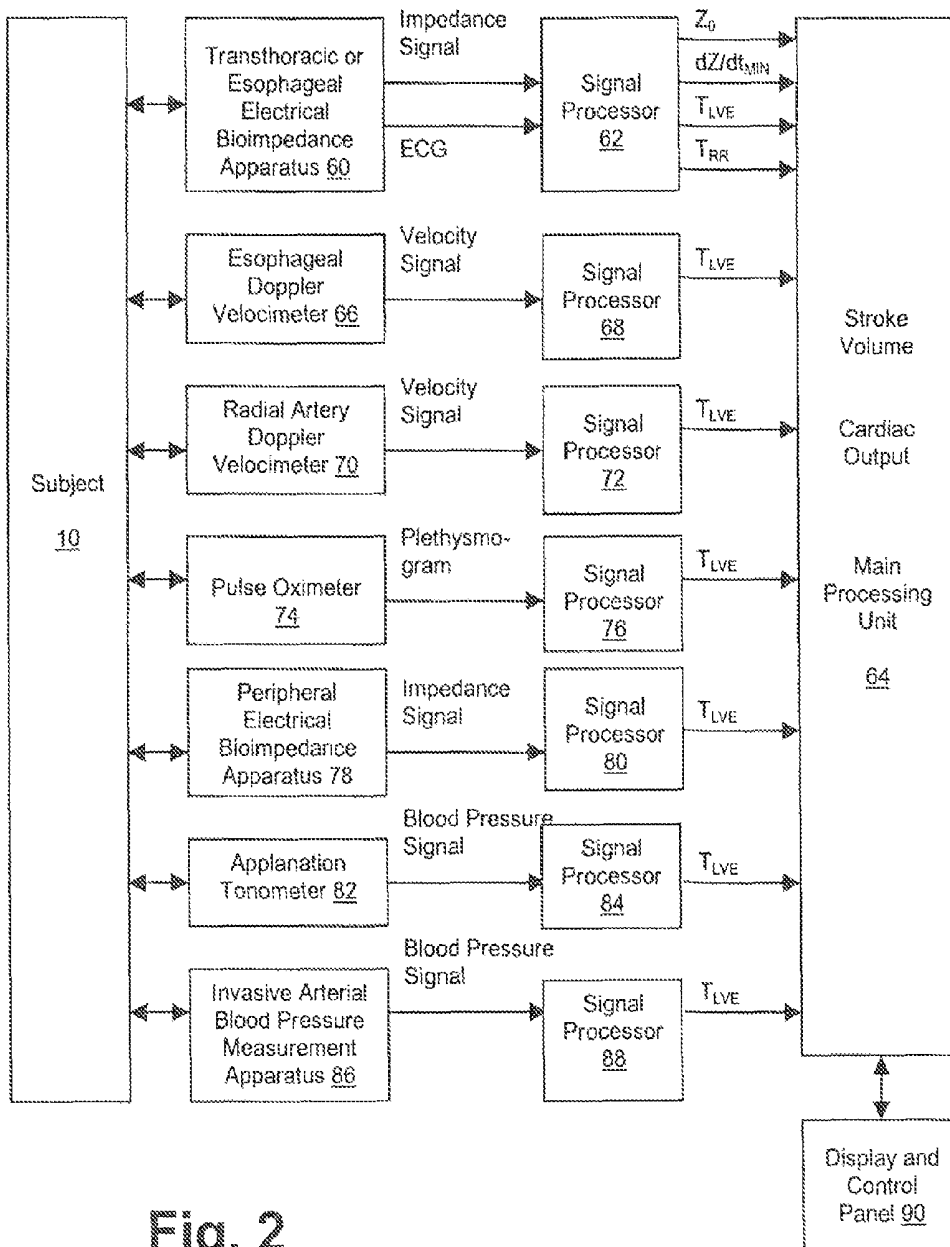 Subject
10
Transthoracic or
Esophageal
Electrical
Bioimpedance
Apparatus 60
Impedance
Signal
ECG
Signal
Processor
62
Z0
dZ/dtMIN
TLVE
TRR
Esophageal
Doppler
Velocimeter 66
Velocity
Signal
Signal
Processor
68
TLVE
Radial Artery
Doppler
Velocimeter 70
Velocity
Signal
Signal
Processor
72
TLVE
Pulse Oximeter
74
Plethysmo-
gram
Signal
Processor
76
TLVE
Peripheral
Electrical
Bioimpedance
Apparatus 78
Impedance
Signal
Signal
Processor
80
TLVE
Applanation
Tonometer 82
Blood Pressure
Signal
Signal
Processor
84
TLVE
Invasive Arterial
Blood Pressure
Measurement
Apparatus 86
Blood Pressure
Signal
Signal
Processor
88
TLVE
Stroke
Volume
Cardiac
Output
Main
Processing
Unit
64
Display and
Control
Panel 90
Fig. 2